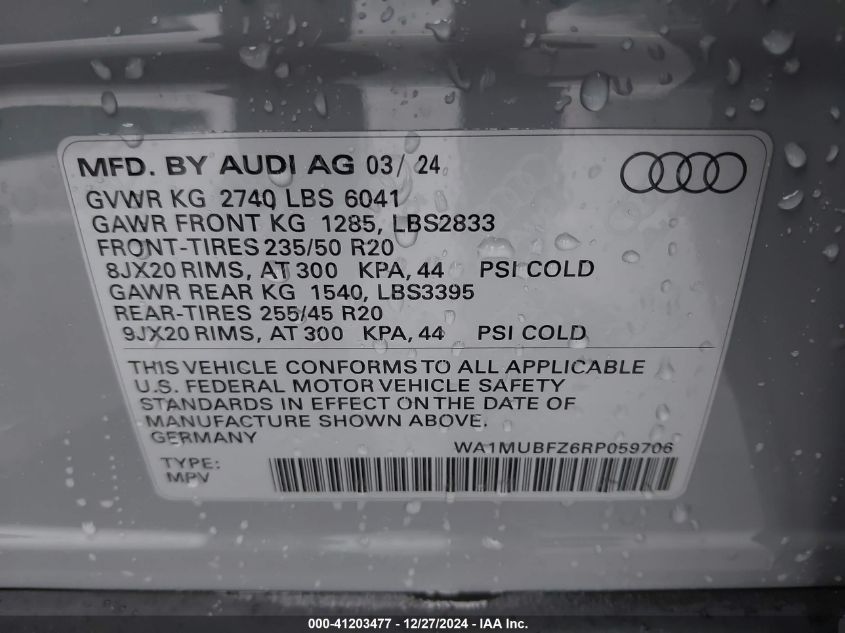 MFD. BY AUDI AG 03/ 24
GVWR KG 2740 LBS 6041
GAWR FRONT KG 1285, LBS2833
FRONT-TIRES 235/50 R20
8JX20 RIMS, AT 300 KPA, 44 PSI COLD
GAWR REAR KG 1540, LBS3395
REAR-TIRES 255/45 R20
9JX20 RIMS, AT 300 KPA, 44 PSI COLD
THIS VEHICLE CONFORMS TO ALL APPLICABLE
U.S. FEDERAL MOTOR VEHICLE SAFETY
STANDARDS IN EFFECT ON THE DATE OF
MANUFACTURE SHOWN ABOVE.
GERMANY
WA1MUBFZ6RP059706
TYPE:
MPV
000-41203477 - 12/27/2024 - IAA Inc.